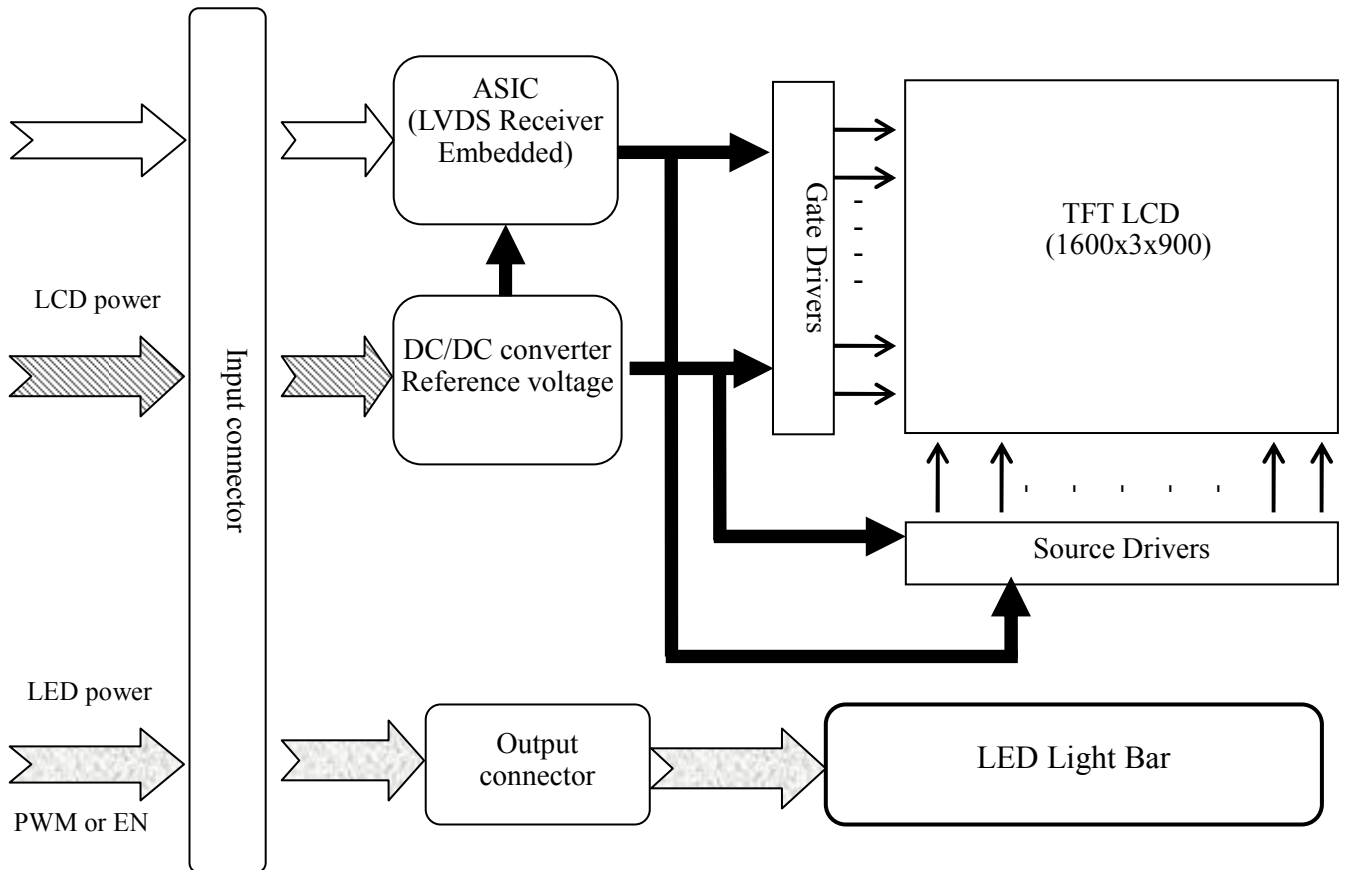 ASIC
(LVDS Receiver
Embedded)
Gate Drivers
TFT LCD
(1600x3x900)
LCD power
Input connector
DC/DC converter
Reference voltage
Source Drivers
LED power
PWM or EN
Output
connector
LED Light Bar